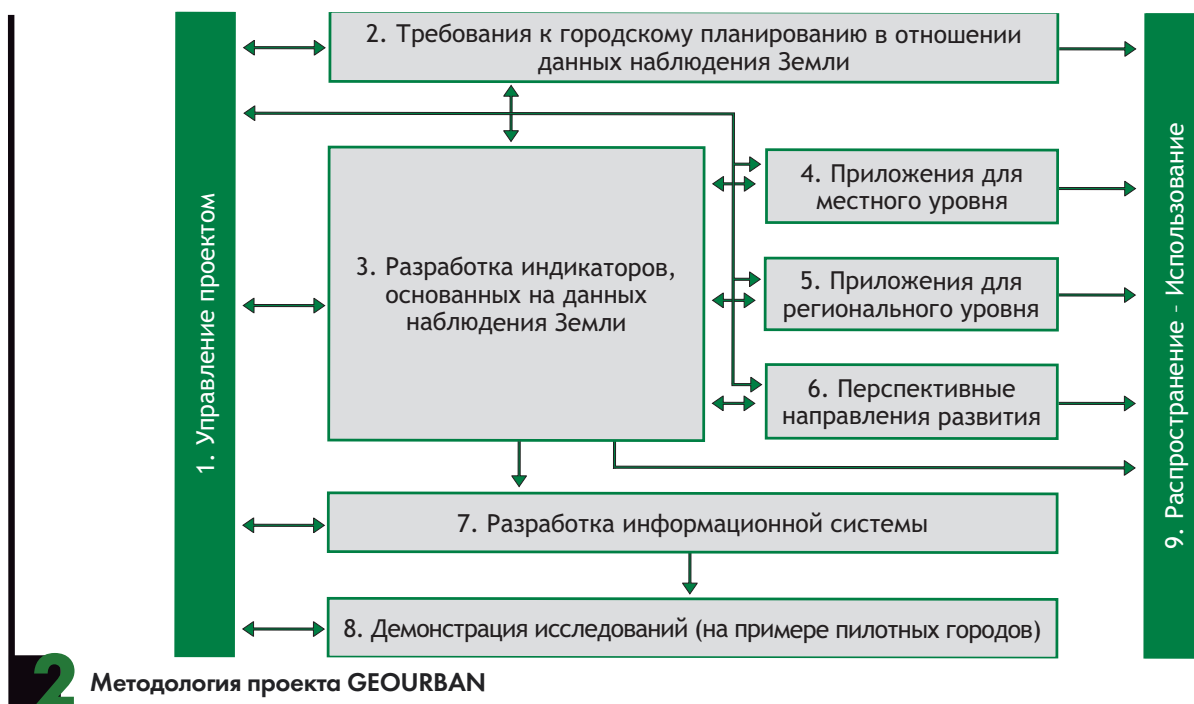 1. Управление проектом
2. Требования к городскому планированию в отношении
данных наблюдения Земли
3. Разработка индикаторов,
основанных на данных
наблюдения Земли
4. Приложения для
местного уровня
5. Приложения для
регионального уровня
6. Перспективные
направления развития
7. Разработка информационной системы
8. Демонстрация исследований (на примере пилотных городов)
9. Распространение - Использование
2
Методология проекта GEOURBAN